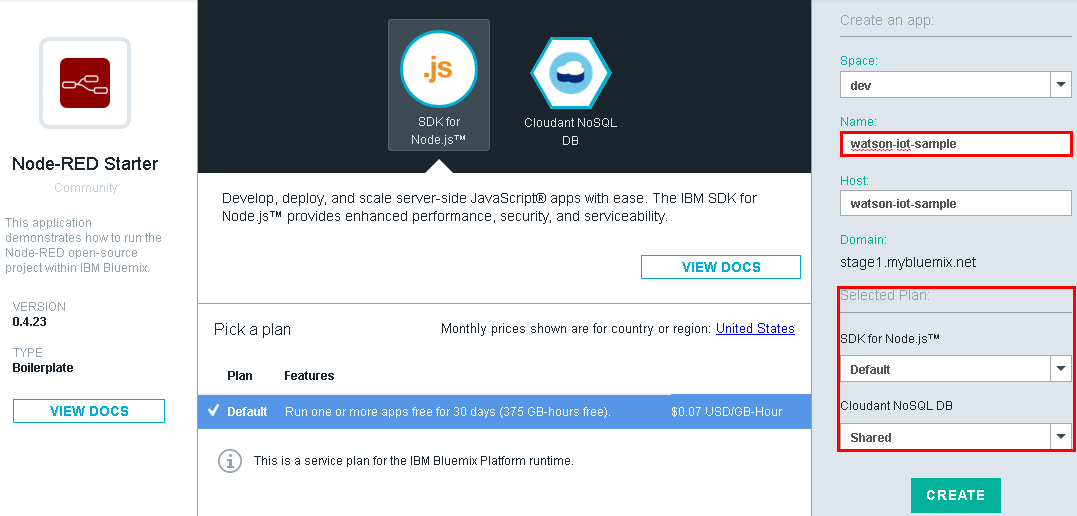 Node-RED Starter
Community
This application
demonstrates how to run the
Node-RED open-source
project within IBM Bluemix.
VERSION
0.4.23
TYPE
Boilerplate
VIEW DOCS
.js
SDK for
Node.js™
Cloudant NoSQL
DB
Develop, deploy, and scale server-side JavaScript® apps with ease. The IBM SDK for
Node.js™ provides enhanced performance, security, and serviceability.
VIEW DOCS
Pick a plan
Monthly prices shown are for country or region: United States
Plan Features
Default Run one or more apps free for 30 days (375 GB-hours free). $0.07 USD/GB-Hour
This is a service plan for the IBM Bluemix Platform runtime.
Create an app:
Space:
dev
Name:
watson-iot-sample
Host:
watson-iot-sample
Domain:
stage1.mybluemix.net
Selected Plan:
SDK for Node.js™
Default
Cloudant NoSQL DB
Shared
CREATE